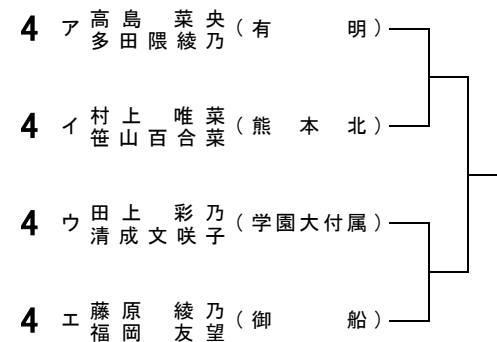 4 ア 高島 菜央 (有 明)
多田隈綾乃
4 イ 村上 唯菜 (熊 本 北)
笹山百合菜
4 ウ 田上 彩乃 (学園大付属)
清成文咲子
4 エ 藤原 綾乃 (御 船)
福岡 友望